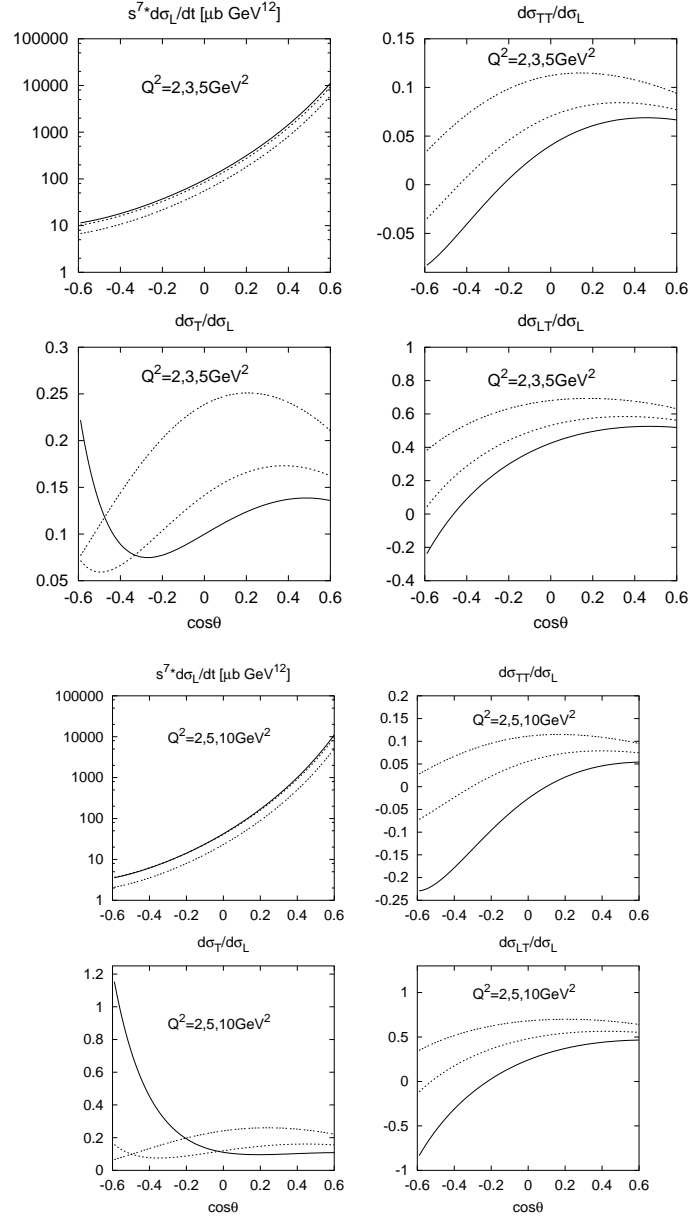 s^7*dσ_L/dt [μb GeV^12]
Q^2=2,3,5GeV^2
100000
10000
1000
100
10
1
-0.6 -0.4 -0.2 0 0.2 0.4 0.6
dσ_TT/dσ_L
Q^2=2,3,5GeV^2
0.15
0.1
0.05
0
-0.05
-0.6 -0.4 -0.2 0 0.2 0.4 0.6
dσ_T/dσ_L
Q^2=2,3,5GeV^2
0.3
0.25
0.2
0.15
0.1
0.05
-0.6 -0.4 -0.2 0 0.2 0.4 0.6
cosθ
dσ_LT/dσ_L
Q^2=2,3,5GeV^2
1
0.8
0.6
0.4
0.2
0
-0.2
-0.4
-0.6 -0.4 -0.2 0 0.2 0.4 0.6
cosθ
s^7*dσ_L/dt [μb GeV^12]
Q^2=2,5,10GeV^2
100000
10000
1000
100
10
1
-0.6 -0.4 -0.2 0 0.2 0.4 0.6
dσ_TT/dσ_L
Q^2=2,5,10GeV^2
0.2
0.15
0.1
0.05
0
-0.05
-0.1
-0.15
-0.2
-0.25
-0.6 -0.4 -0.2 0 0.2 0.4 0.6
dσ_T/dσ_L
Q^2=2,5,10GeV^2
1.2
1
0.8
0.6
0.4
0.2
0
-0.6 -0.4 -0.2 0 0.2 0.4 0.6
cosθ
dσ_LT/dσ_L
Q^2=2,5,10GeV^2
1
0.5
0
-0.5
-1
-0.6 -0.4 -0.2 0 0.2 0.4 0.6
cosθ